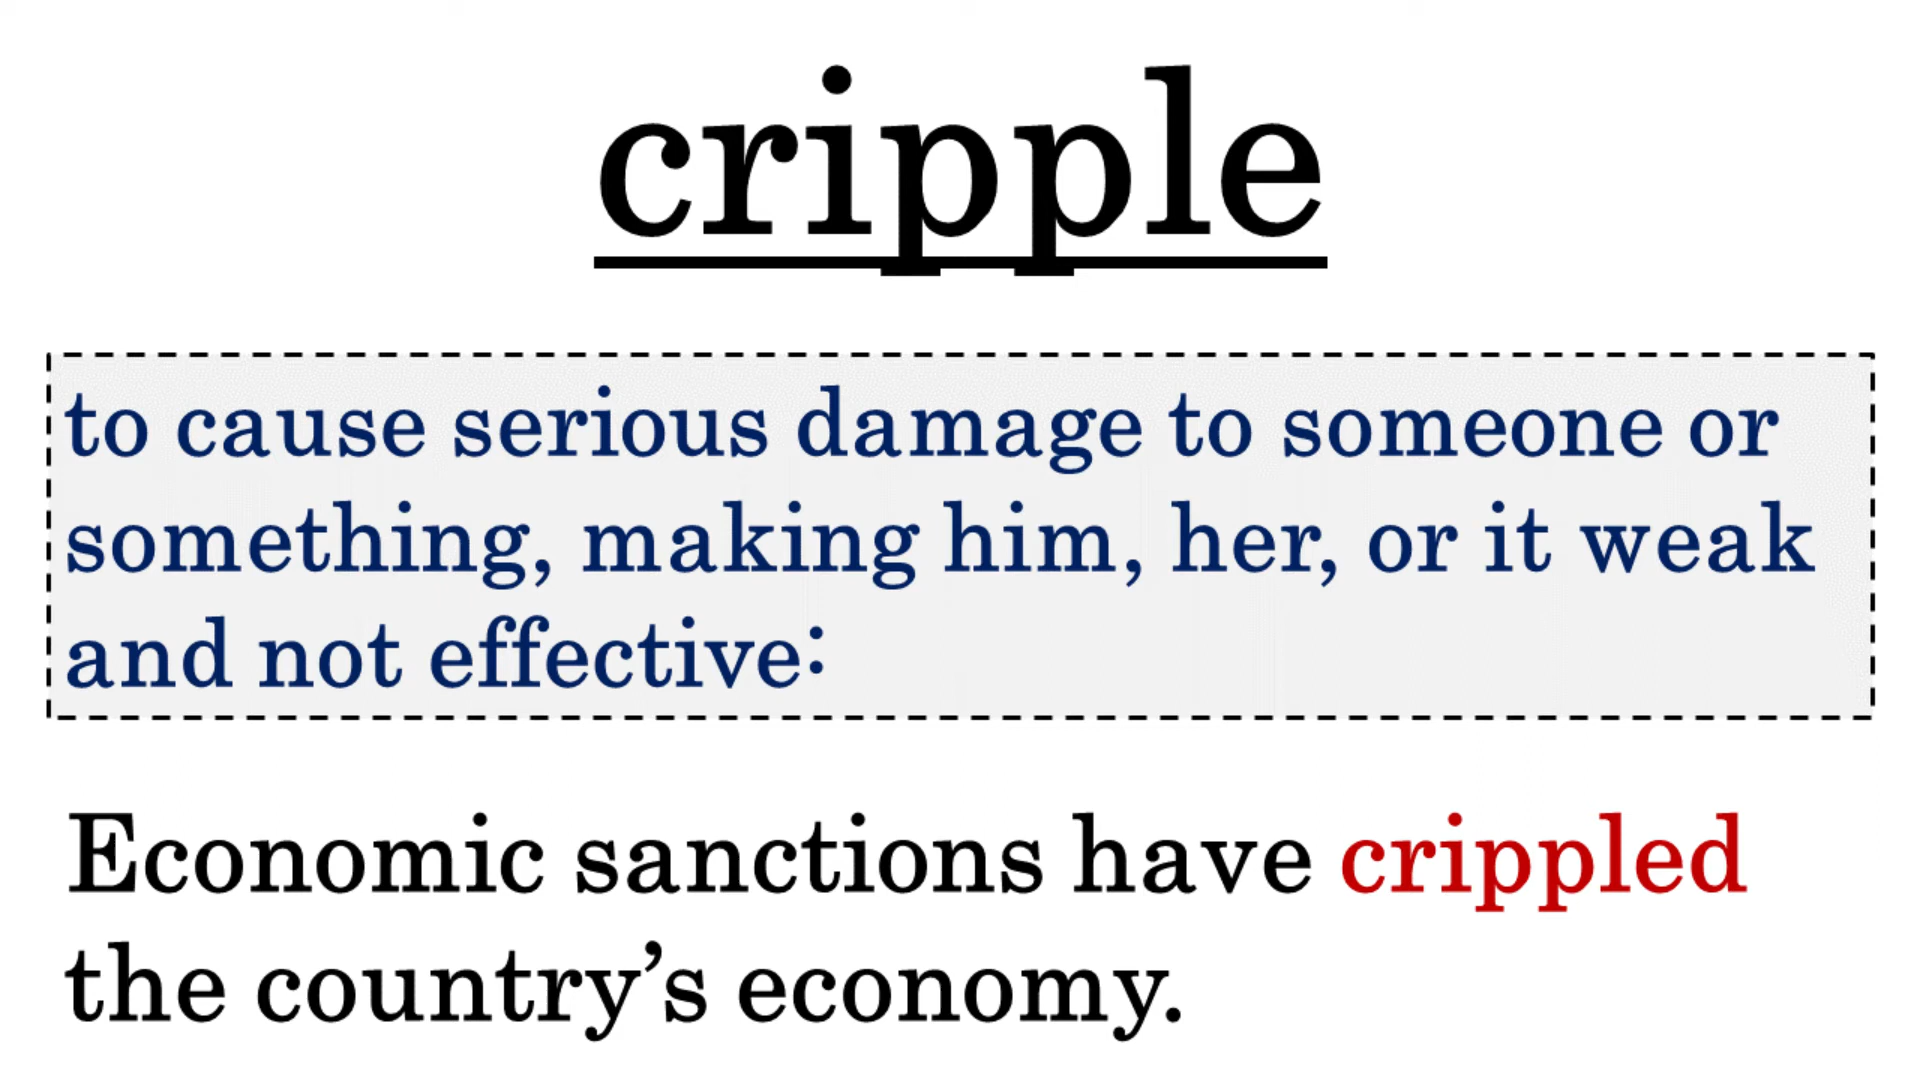 cripple
to cause serious damage to someone or
something, making him, her, or it weak
and not effective:
Economic sanctions have crippled
the country’s economy.